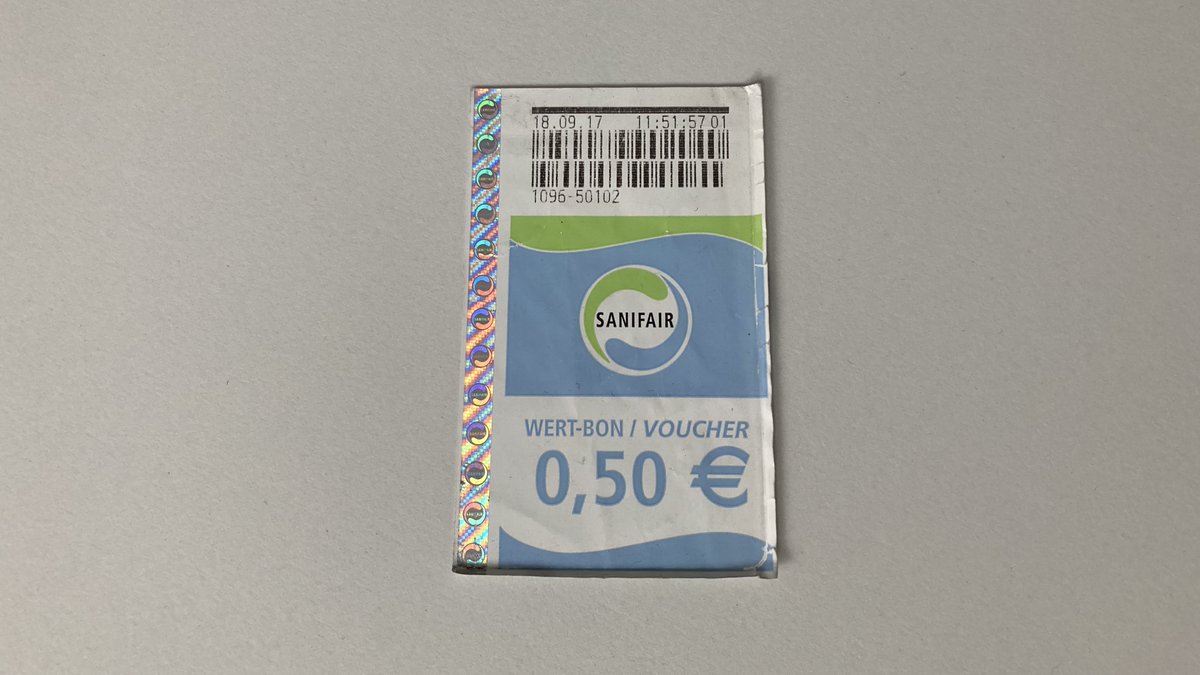 18.09.17 11:51:57 01
1096-50102
SANIFAIR
WERT-BON / VOUCHER
0,50 €